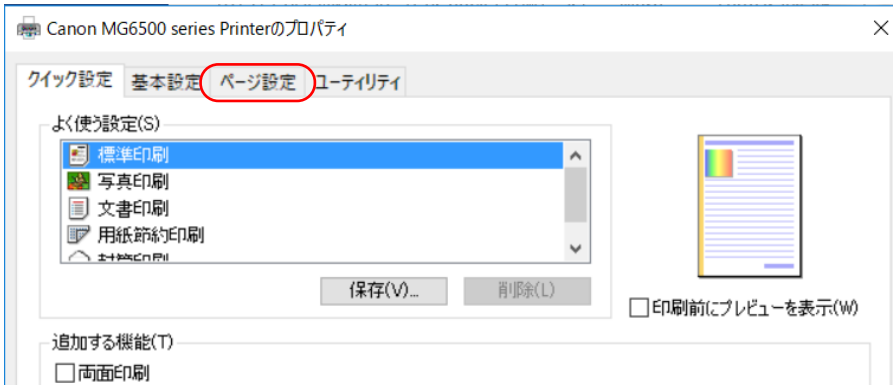 Canon MG6500 series Printerのプロパティ
クイック設定 基本設定 ページ設定 ユーティリティ
よく使う設定(S)
標準印刷
写真印刷
文書印刷
用紙節約印刷
封筒印刷
保存(V)... 削除(L)
印刷前にプレビューを表示(W)
追加する機能(T)
両面印刷